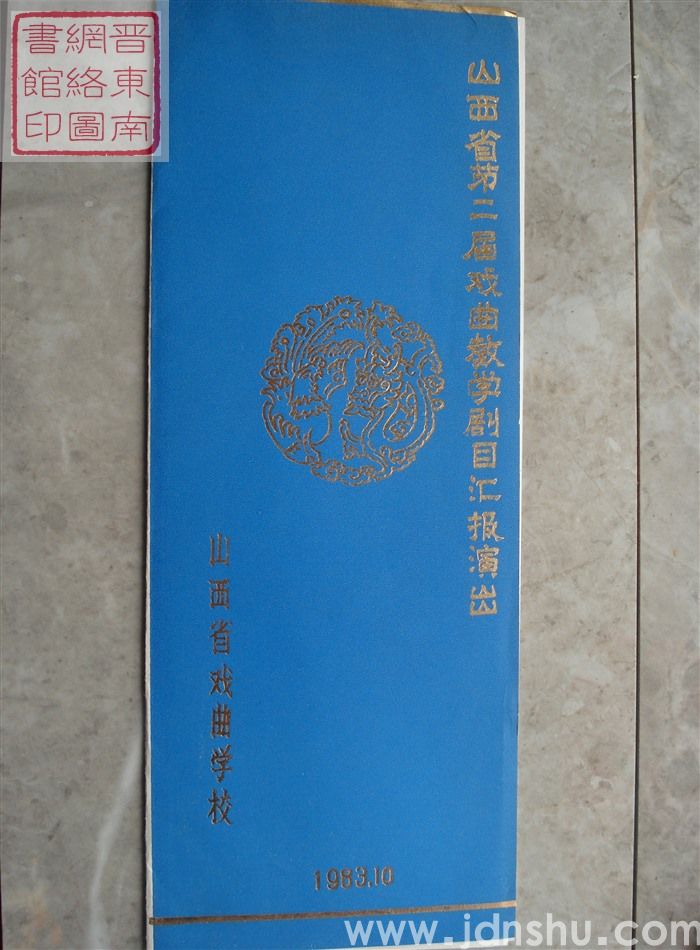 晋東南
網絡圖
書館印
山西省第二届戏曲教学剧目汇报演出
山西省戏曲学校
1983.10
www.jdnshu.com